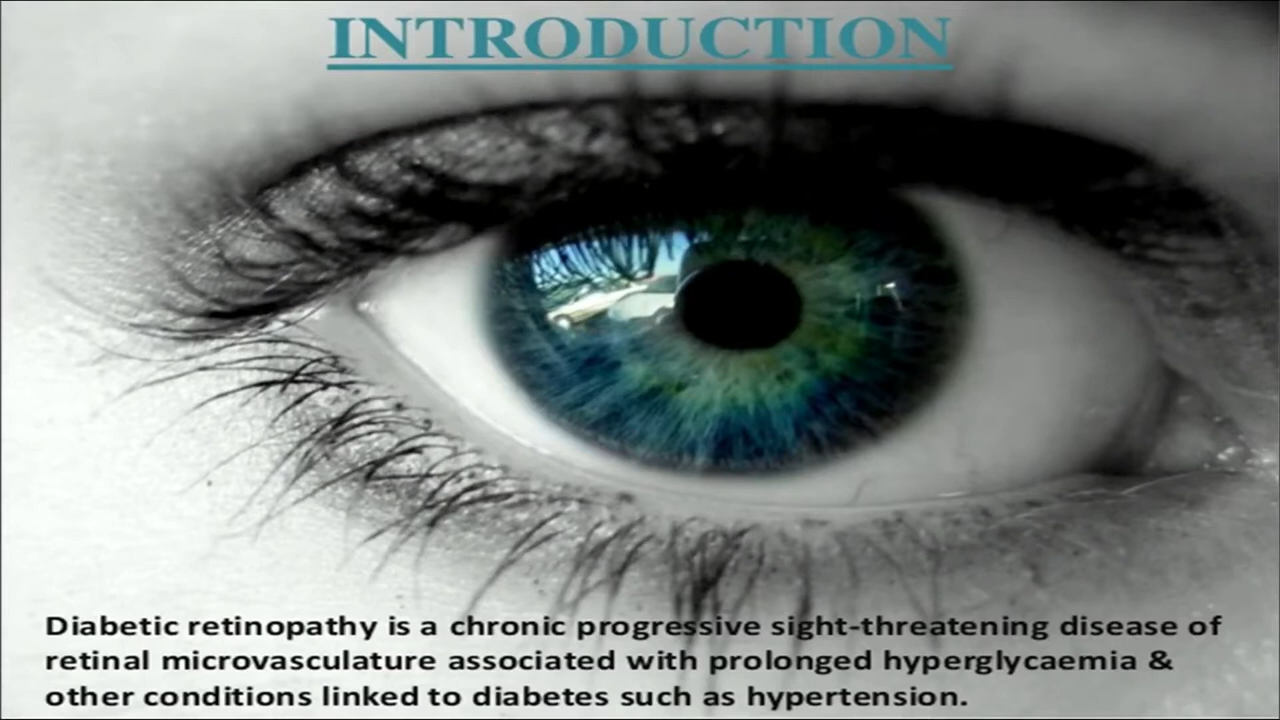 INTRODUCTION
Diabetic retinopathy is a chronic progressive sight-threatening disease of
retinal microvasculature associated with prolonged hyperglycaemia &
other conditions linked to diabetes such as hypertension.